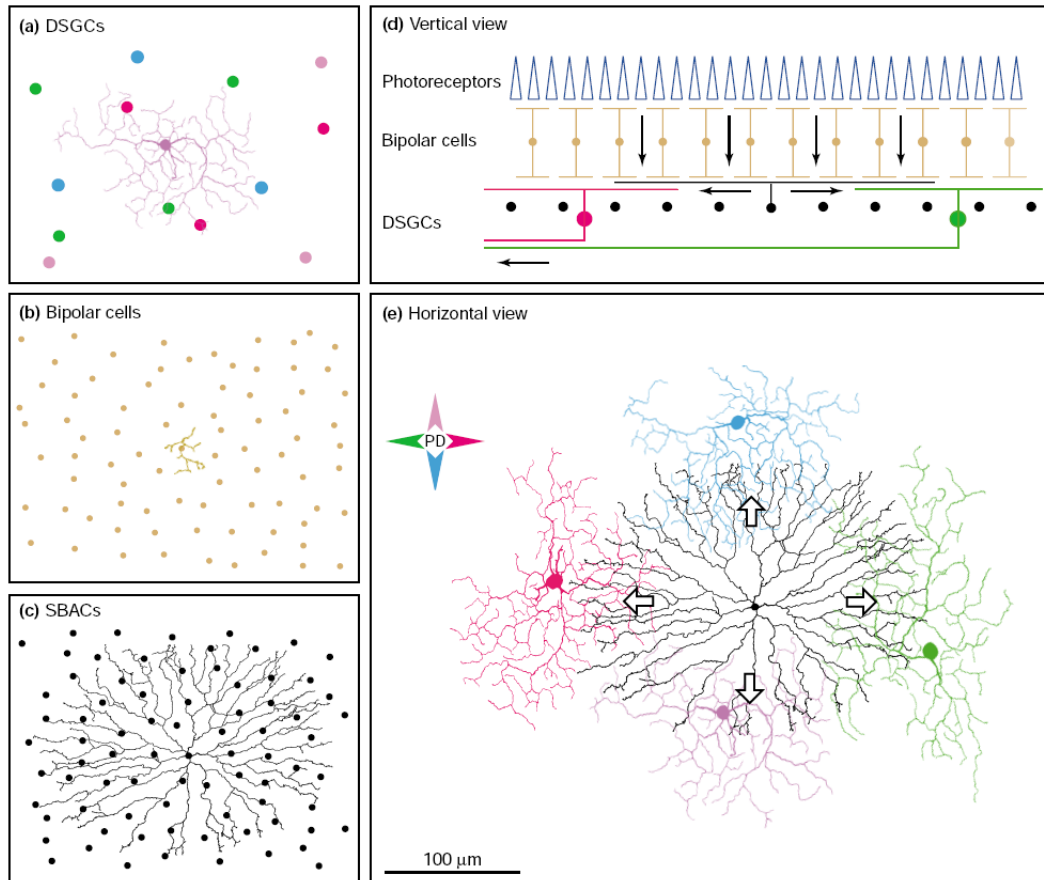 (a) DSGCs
(b) Bipolar cells
(c) SBACs
(d) Vertical view
Photoreceptors
Bipolar cells
DSGCs
(e) Horizontal view
PD
100 μm